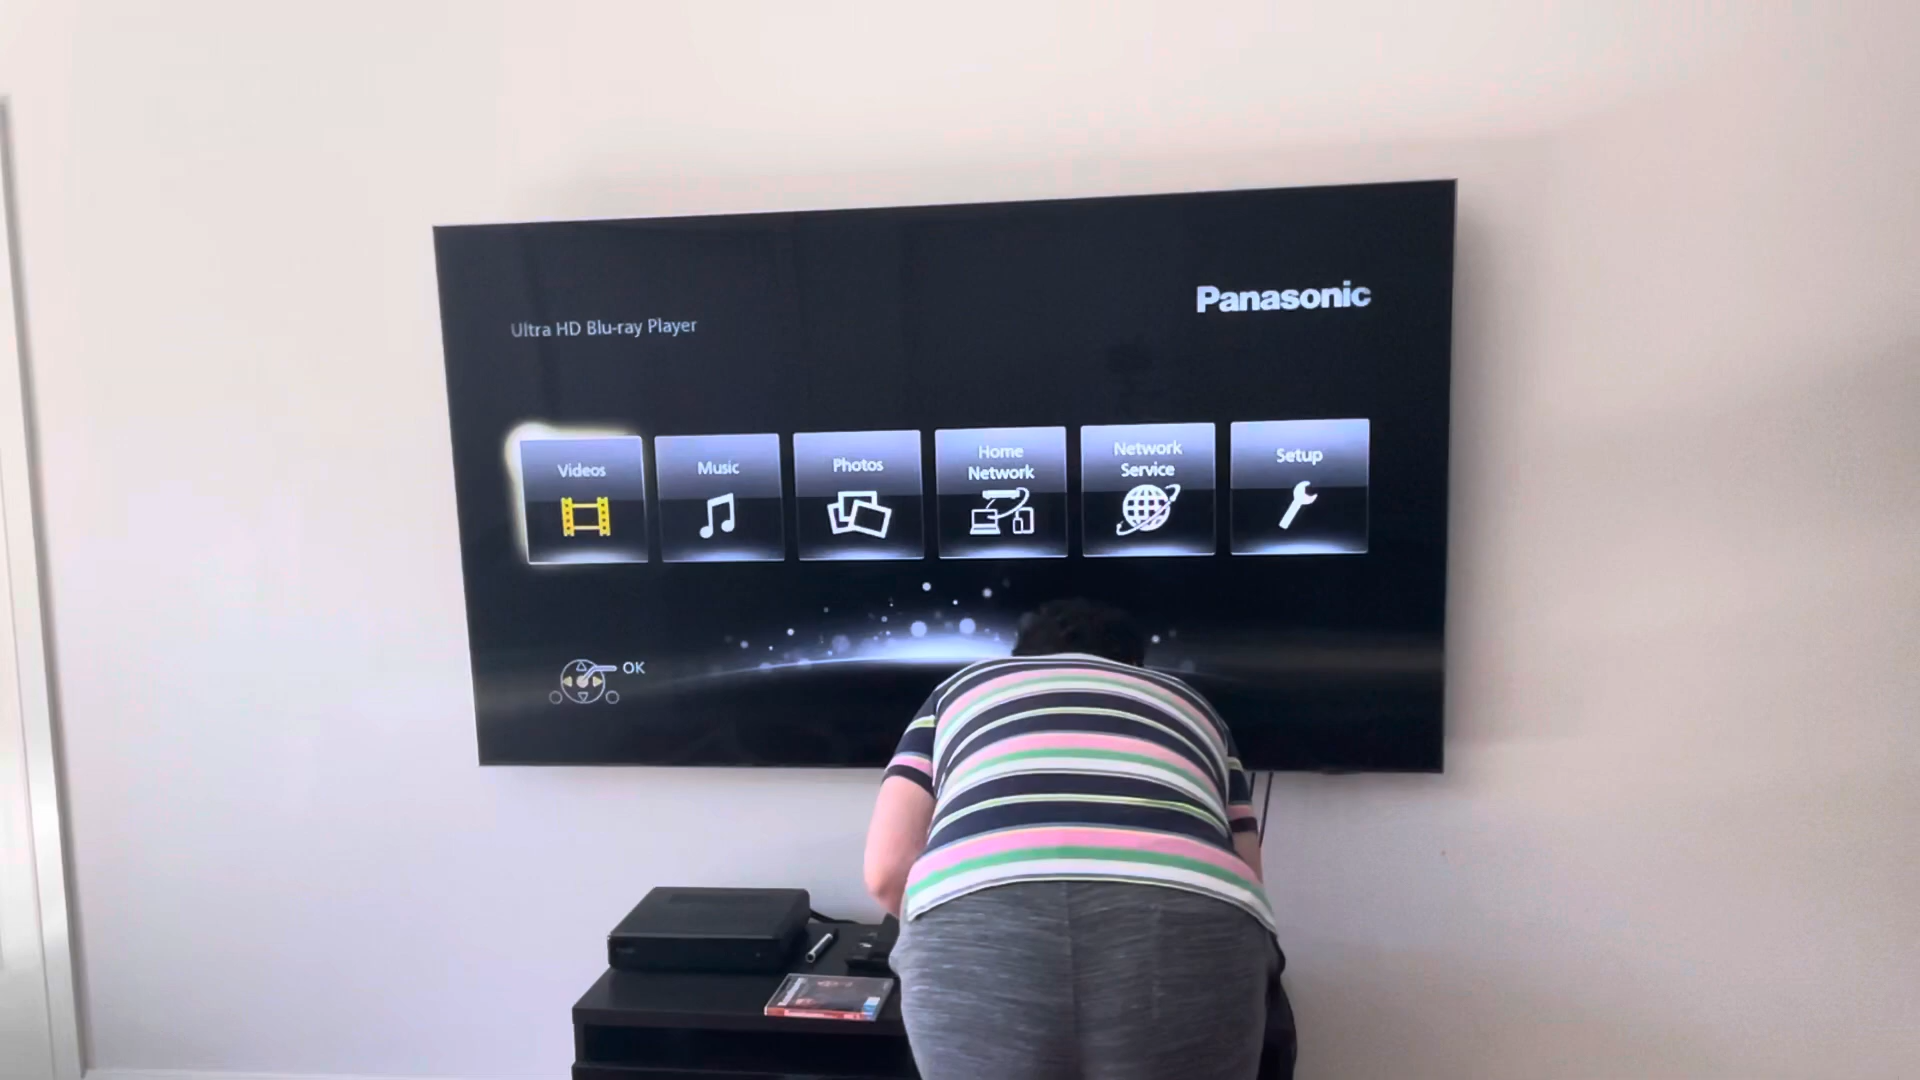 Panasonic
Ultra HD Blu-ray Player
Videos
Music
Photos
Home
Network
Network
Service
Setup
OK